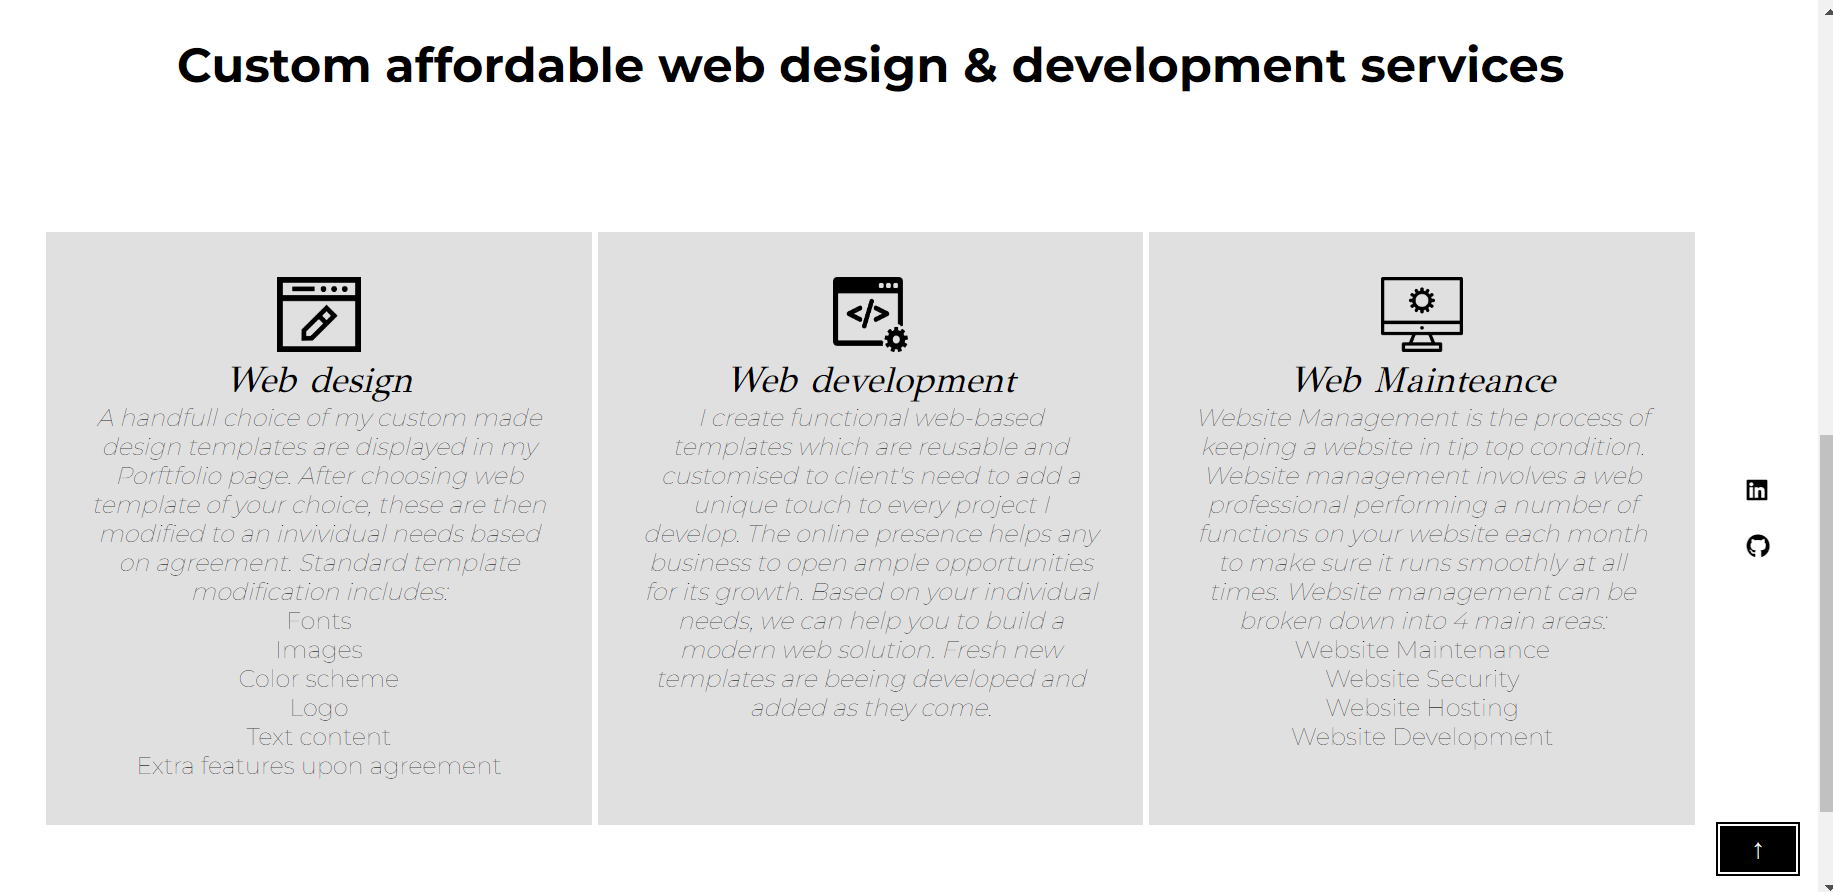 Custom affordable web design & development services
Web design
A handfull choice of my custom made
design templates are displayed in my
Porftfolio page. After choosing web
template of your choice, these are then
modified to an invividual needs based
on agreement. Standard template
modification includes:
Fonts
Images
Color scheme
Logo
Text content
Extra features upon agreement
Web development
I create functional web-based
templates which are reusable and
customised to client's need to add a
unique touch to every project I
develop. The online presence helps any
business to open ample opportunities
for its growth. Based on your individual
needs, we can help you to build a
modern web solution. Fresh new
templates are beeing developed and
added as they come.
Web Mainteance
Website Management is the process of
keeping a website in tip top condition.
Website management involves a web
professional performing a number of
functions on your website each month
to make sure it runs smoothly at all
times. Website management can be
broken down into 4 main areas:
Website Maintenance
Website Security
Website Hosting
Website Development
in
↑